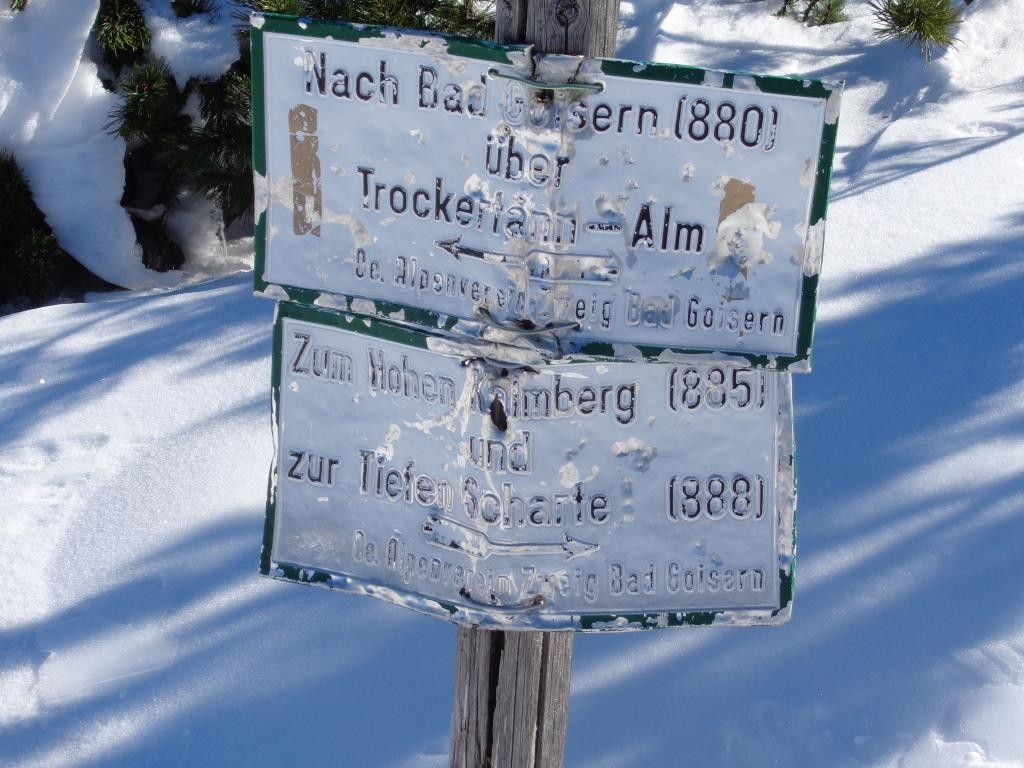 Nach Bad Goisern (880)
über
Trockertann-Alm
Oe. Alpenverein Zweig Bad Goisern
Zum Hohen Kalmberg (885)
und
zur Tiefen Scharte (888)
Oe. Alpenverein Zweig Bad Goisern